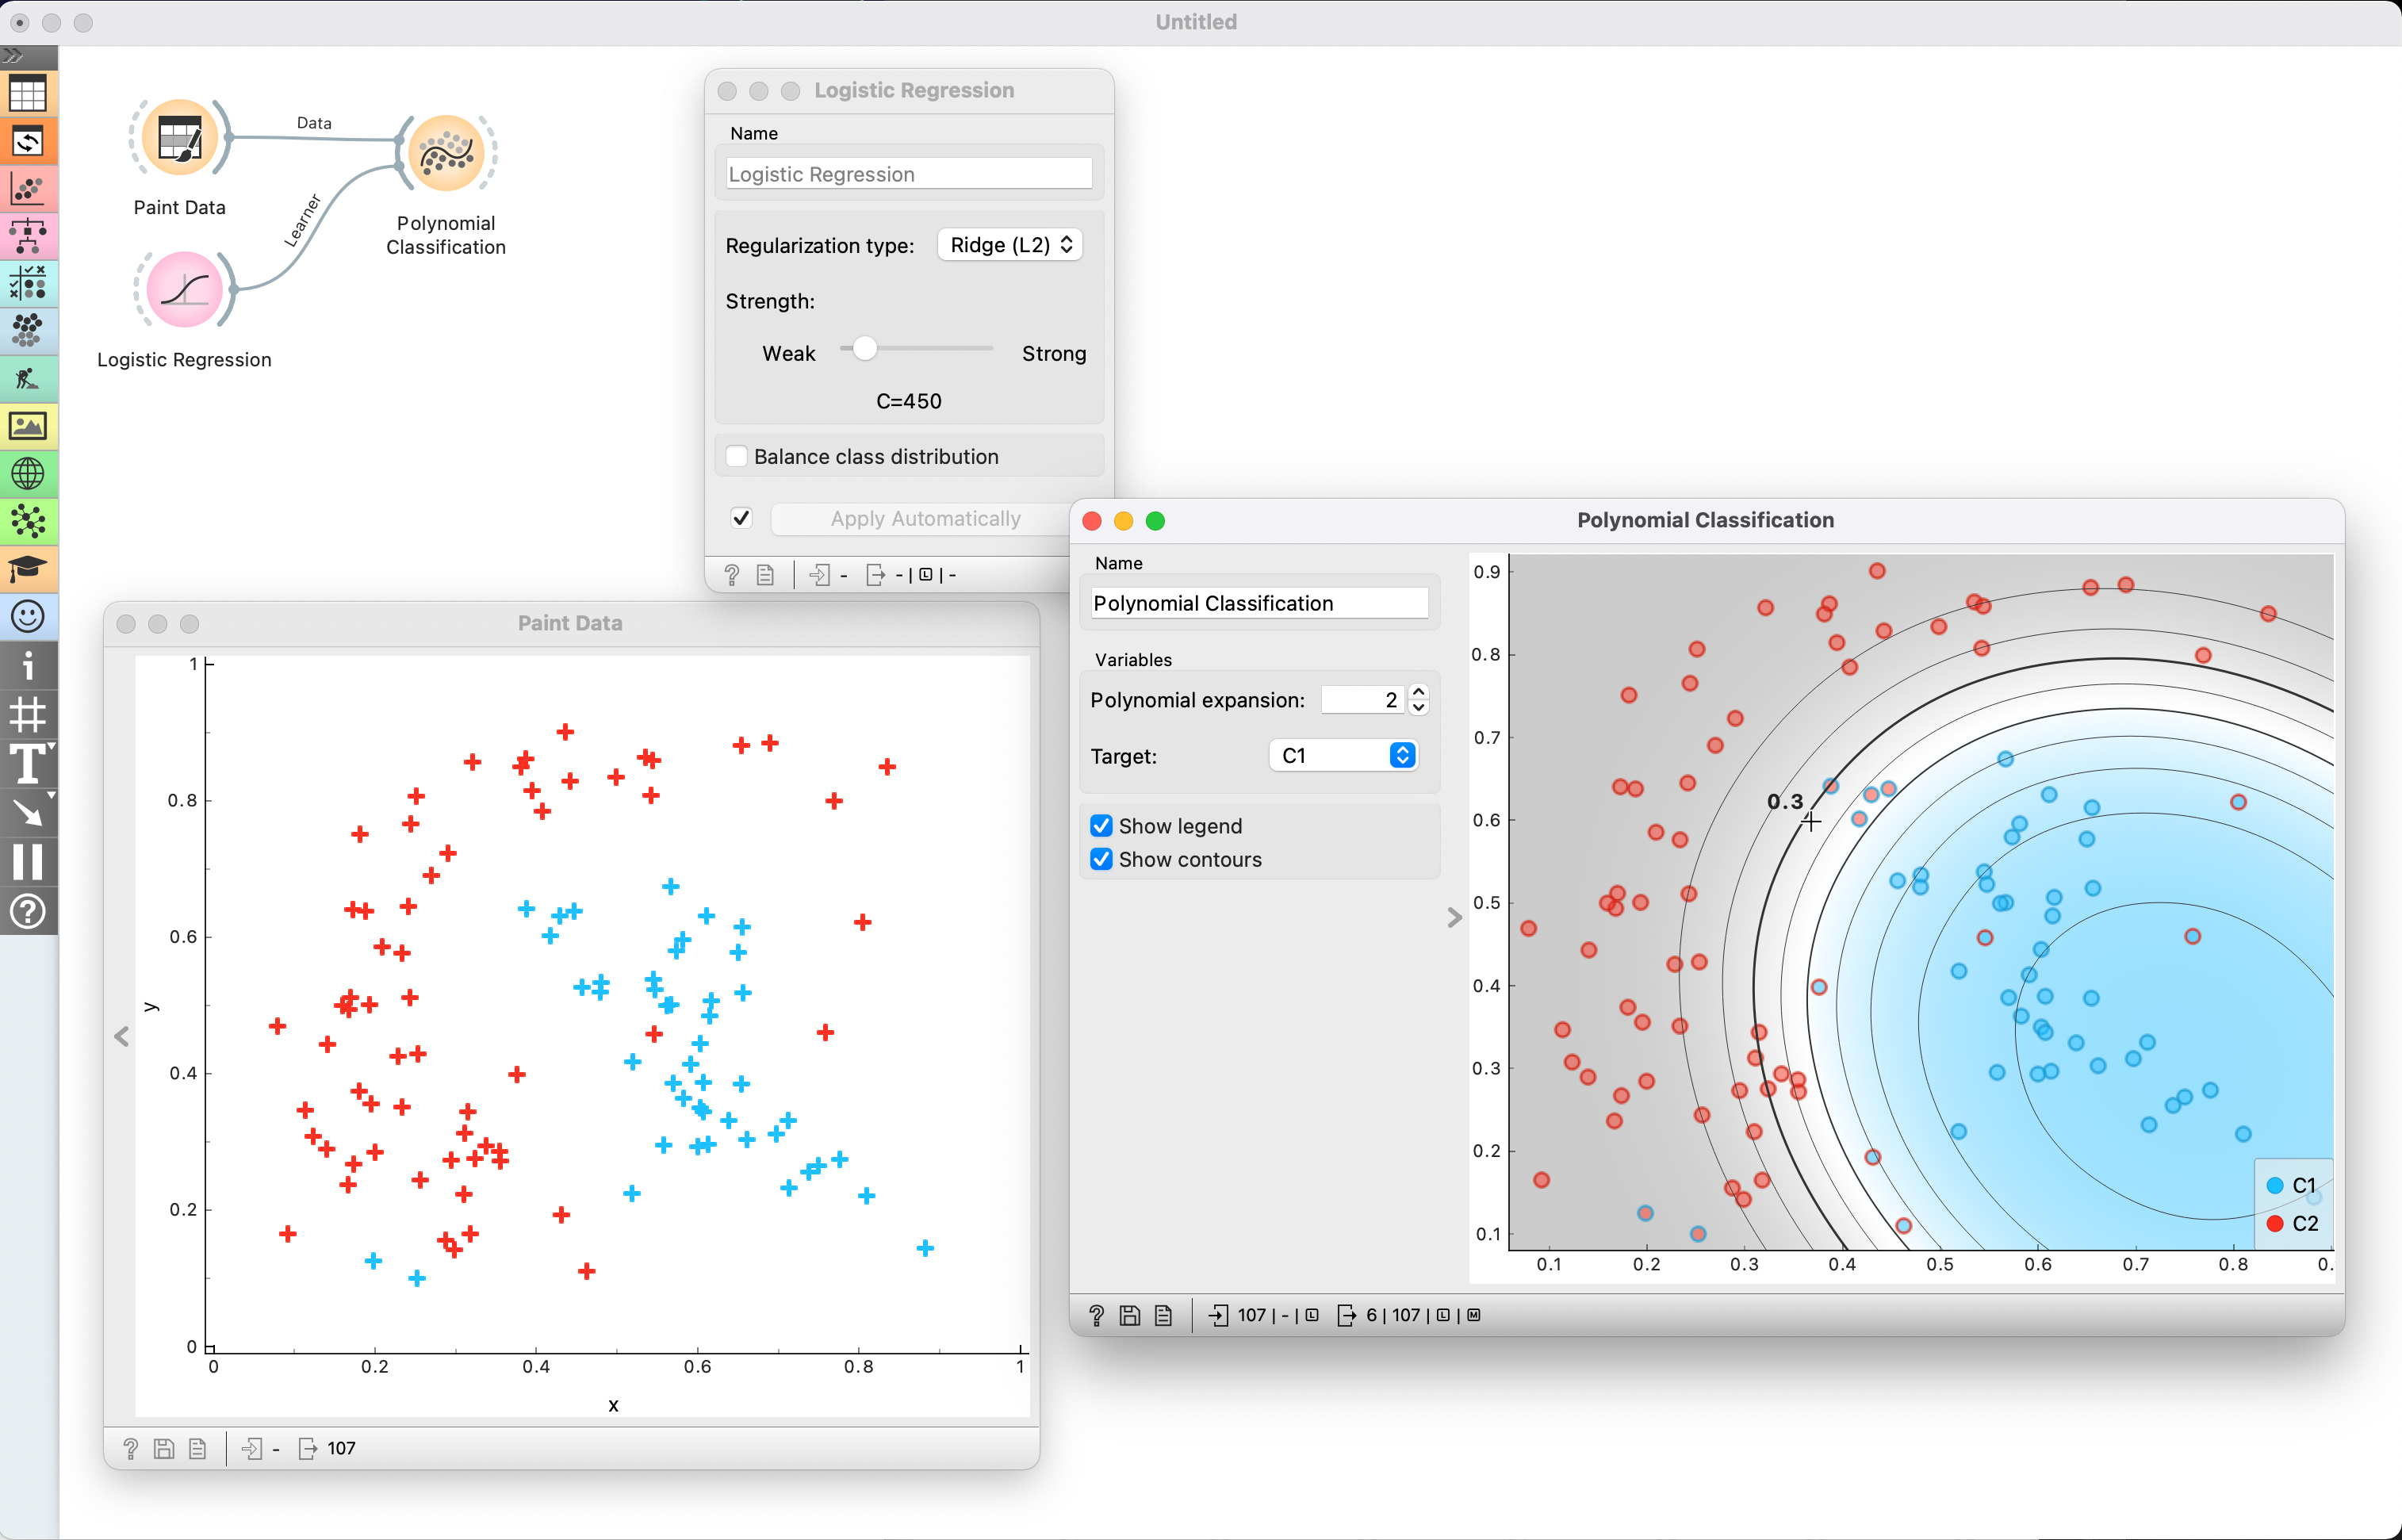 Untitled
Data
Paint Data
Learner
Polynomial
Classification
Logistic Regression
Logistic Regression
Name
Logistic Regression
Regularization type: Ridge (L2)
Strength:
Weak Strong
C=450
Balance class distribution
Apply Automatically
- - | L | -
Paint Data
1
0.8
0.6
0.4
0.2
0
y
0 0.2 0.4 0.6 0.8 1
x
- 107
Polynomial Classification
Name
Polynomial Classification
Variables
Polynomial expansion: 2
Target: C1
Show legend
Show contours
0.9
0.8
0.7
0.6
0.5
0.4
0.3
0.2
0.1
0.3
C1
C2
0.1 0.2 0.3 0.4 0.5 0.6 0.7 0.8 0.
107 | - | L 6 | 107 | L | M